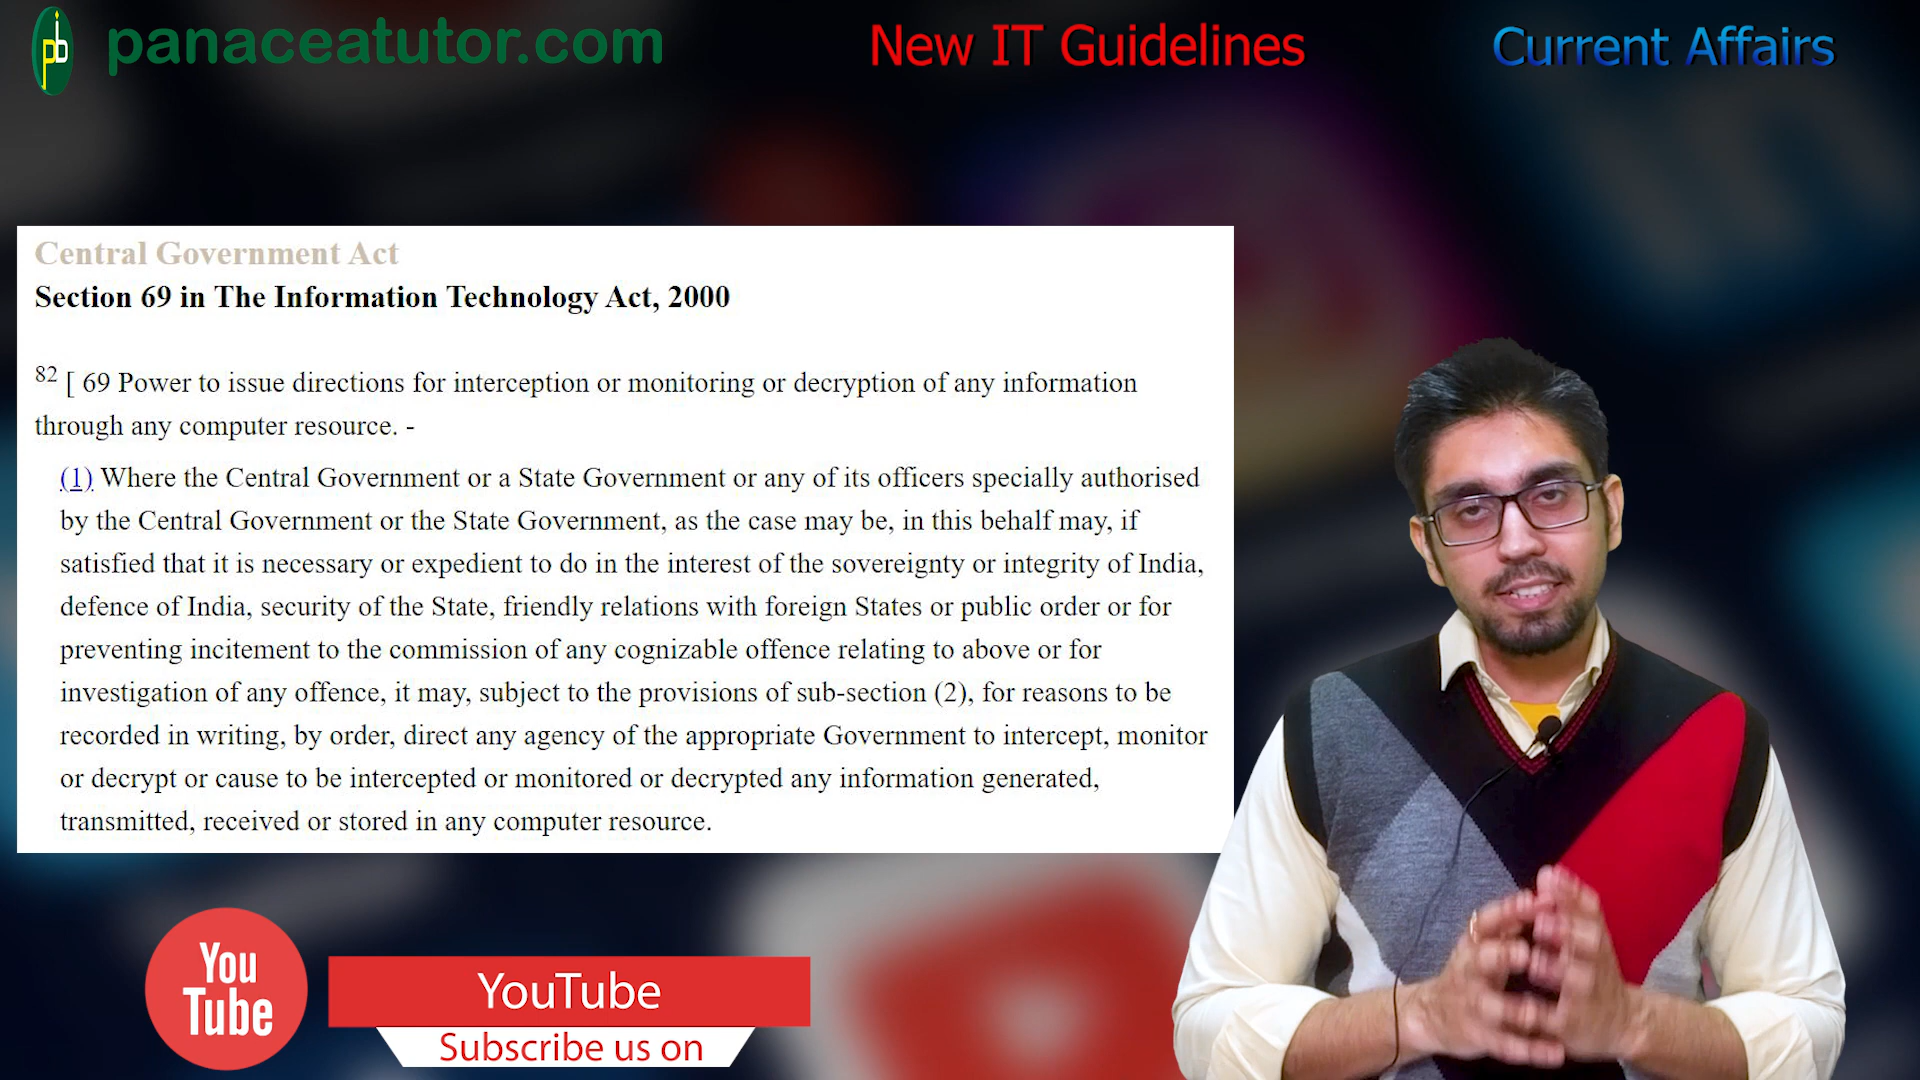 panaceatutor.com
New IT Guidelines
Current Affairs
Central Government Act
Section 69 in The Information Technology Act, 2000
82 [ 69 Power to issue directions for interception or monitoring or decryption of any information
through any computer resource. -
(1) Where the Central Government or a State Government or any of its officers specially authorised
by the Central Government or the State Government, as the case may be, in this behalf may, if
satisfied that it is necessary or expedient to do in the interest of the sovereignty or integrity of India,
defence of India, security of the State, friendly relations with foreign States or public order or for
preventing incitement to the commission of any cognizable offence relating to above or for
investigation of any offence, it may, subject to the provisions of sub-section (2), for reasons to be
recorded in writing, by order, direct any agency of the appropriate Government to intercept, monitor
or decrypt or cause to be intercepted or monitored or decrypted any information generated,
transmitted, received or stored in any computer resource.
You
Tube
YouTube
Subscribe us on